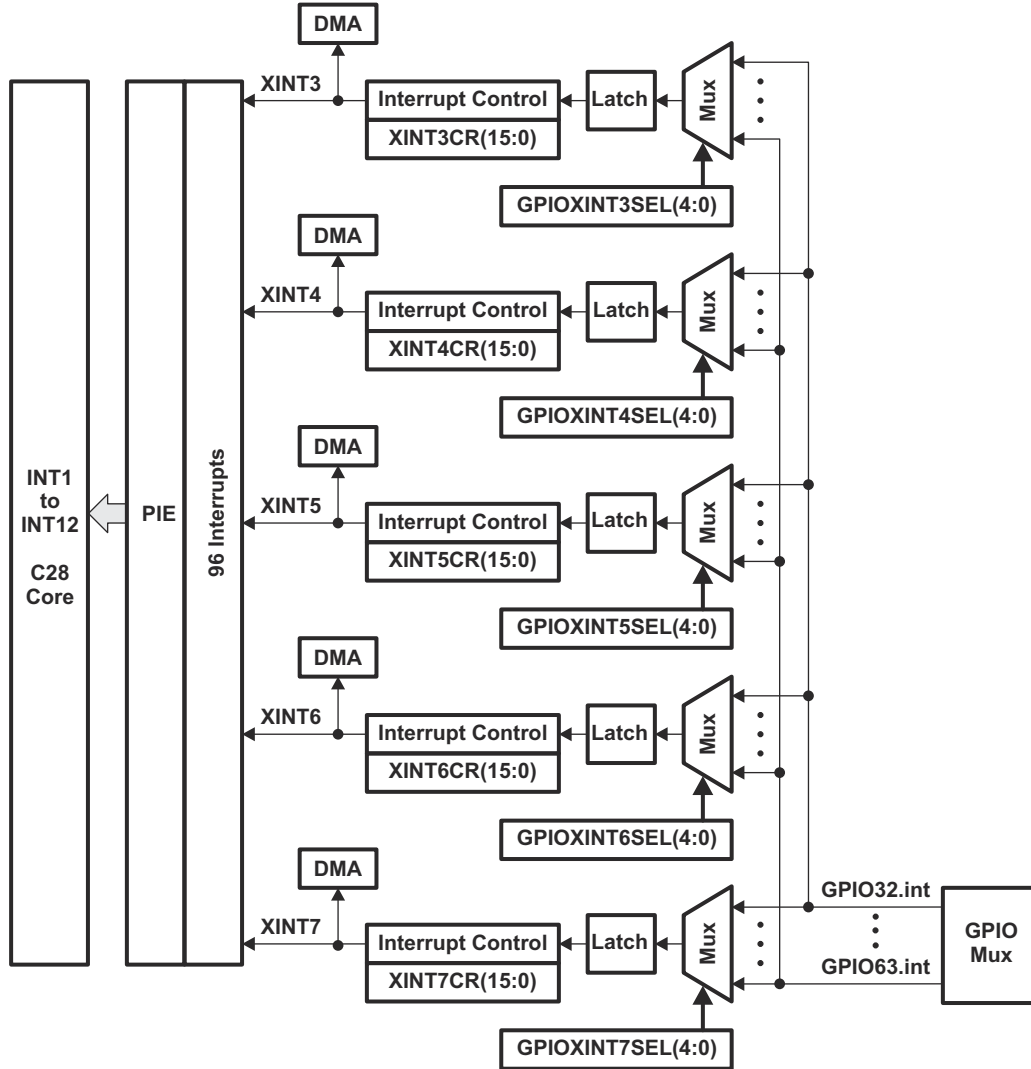 DMA
XINT3
Interrupt Control
XINT3CR(15:0)
Latch
Mux
GPIOXINT3SEL(4:0)
DMA
XINT4
Interrupt Control
XINT4CR(15:0)
Latch
Mux
GPIOXINT4SEL(4:0)
INT1
to
INT12
C28
Core
PIE
96 Interrupts
DMA
XINT5
Interrupt Control
XINT5CR(15:0)
Latch
Mux
GPIOXINT5SEL(4:0)
DMA
XINT6
Interrupt Control
XINT6CR(15:0)
Latch
Mux
GPIOXINT6SEL(4:0)
DMA
XINT7
Interrupt Control
XINT7CR(15:0)
Latch
Mux
GPIOXINT7SEL(4:0)
GPIO32.int
GPIO63.int
GPIO
Mux